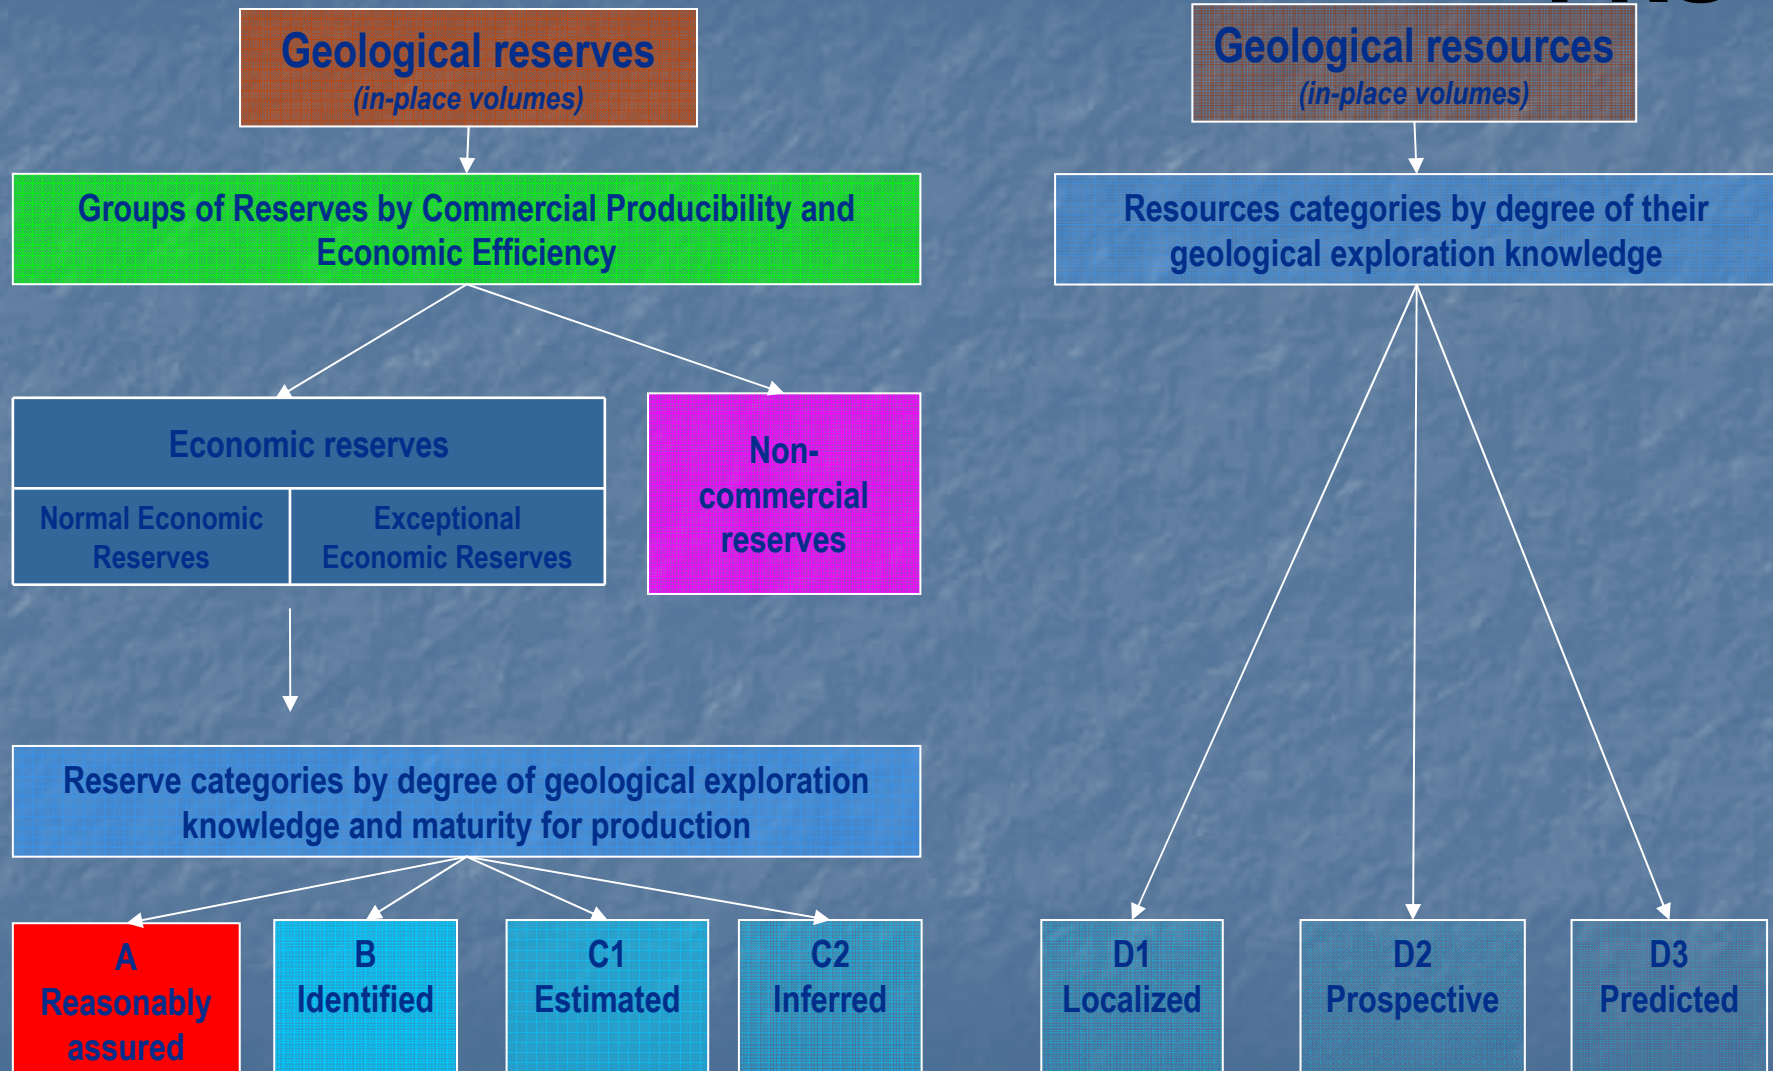 Geological reserves
(in-place volumes)
Groups of Reserves by Commercial Producibility and
Economic Efficiency
Economic reserves
Normal Economic
Reserves
Exceptional
Economic Reserves
Non-
commercial
reserves
Reserve categories by degree of geological exploration
knowledge and maturity for production
A
Reasonably
assured
B
Identified
C1
Estimated
C2
Inferred
Geological resources
(in-place volumes)
Resources categories by degree of their
geological exploration knowledge
D1
Localized
D2
Prospective
D3
Predicted